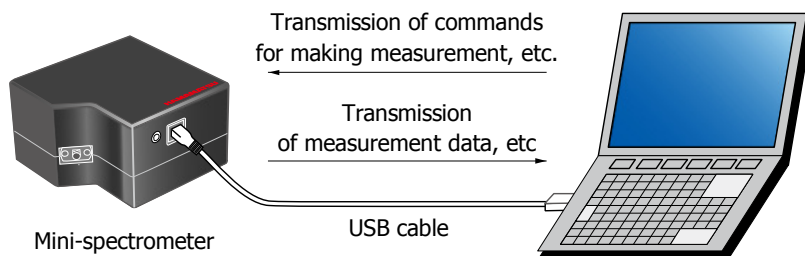 Transmission of commands
for making measurement, etc.
Transmission
of measurement data, etc
USB cable
Mini-spectrometer